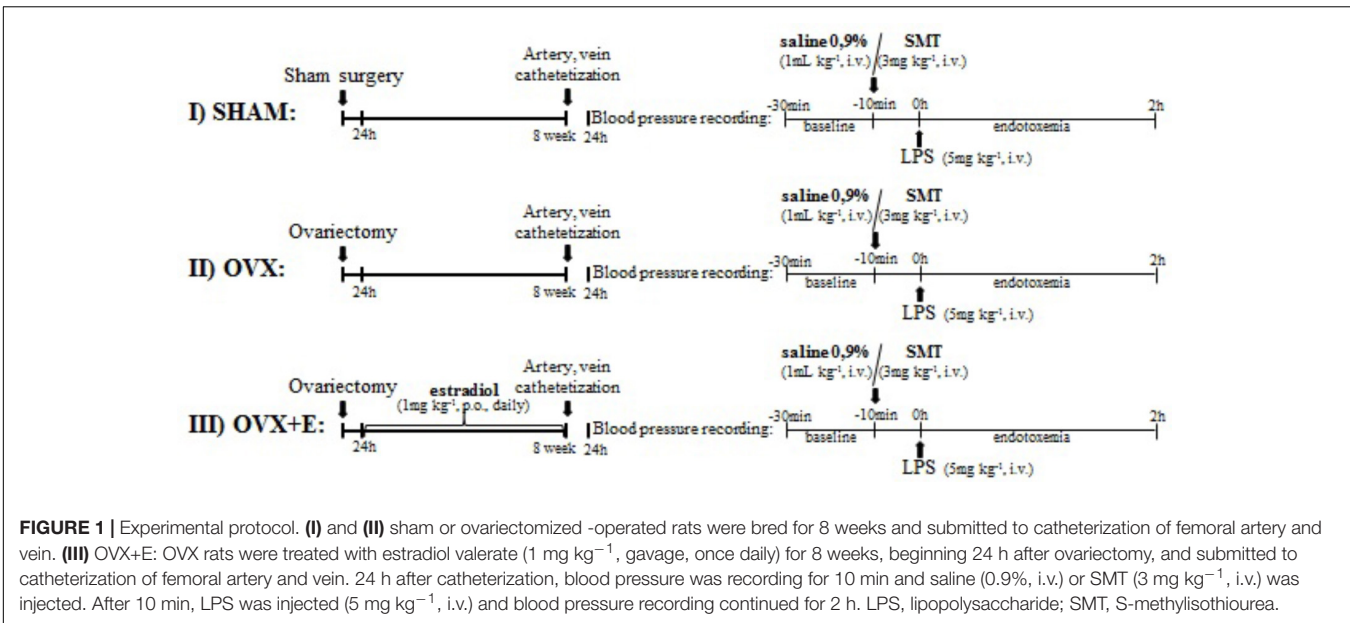 saline 0,9% / SMT
(1mL kg⁻¹, i.v.) (3mg kg⁻¹, i.v.)
Artery, vein
cathetetization
Sham surgery
I) SHAM:
24h
8 week 24h
Blood pressure recording:
-30min
-10min
0h
2h
baseline
endotoxemia
LPS (5mg kg⁻¹, i.v.)
saline 0,9% / SMT
(1mL kg⁻¹, i.v.) (3mg kg⁻¹, i.v.)
Artery, vein
cathetetization
Ovariectomy
II) OVX:
24h
8 week 24h
Blood pressure recording:
-30min
-10min
0h
2h
baseline
endotoxemia
LPS (5mg kg⁻¹, i.v.)
saline 0,9% / SMT
(1mL kg⁻¹, i.v.) (3mg kg⁻¹, i.v.)
Artery, vein
cathetetization
Ovariectomy
estradiol
(1mg kg⁻¹, p.o., daily)
III) OVX+E:
24h
8 week 24h
Blood pressure recording:
-30min
-10min
0h
2h
baseline
endotoxemia
LPS (5mg kg⁻¹, i.v.)
FIGURE 1 | Experimental protocol. (I) and (II) sham or ovariectomized -operated rats were bred for 8 weeks and submitted to catheterization of femoral artery and
vein. (III) OVX+E: OVX rats were treated with estradiol valerate (1 mg kg⁻¹, gavage, once daily) for 8 weeks, beginning 24 h after ovariectomy, and submitted to
catheterization of femoral artery and vein. 24 h after catheterization, blood pressure was recording for 10 min and saline (0.9%, i.v.) or SMT (3 mg kg⁻¹, i.v.) was
injected. After 10 min, LPS was injected (5 mg kg⁻¹, i.v.) and blood pressure recording continued for 2 h. LPS, lipopolysaccharide; SMT, S-methylisothiourea.